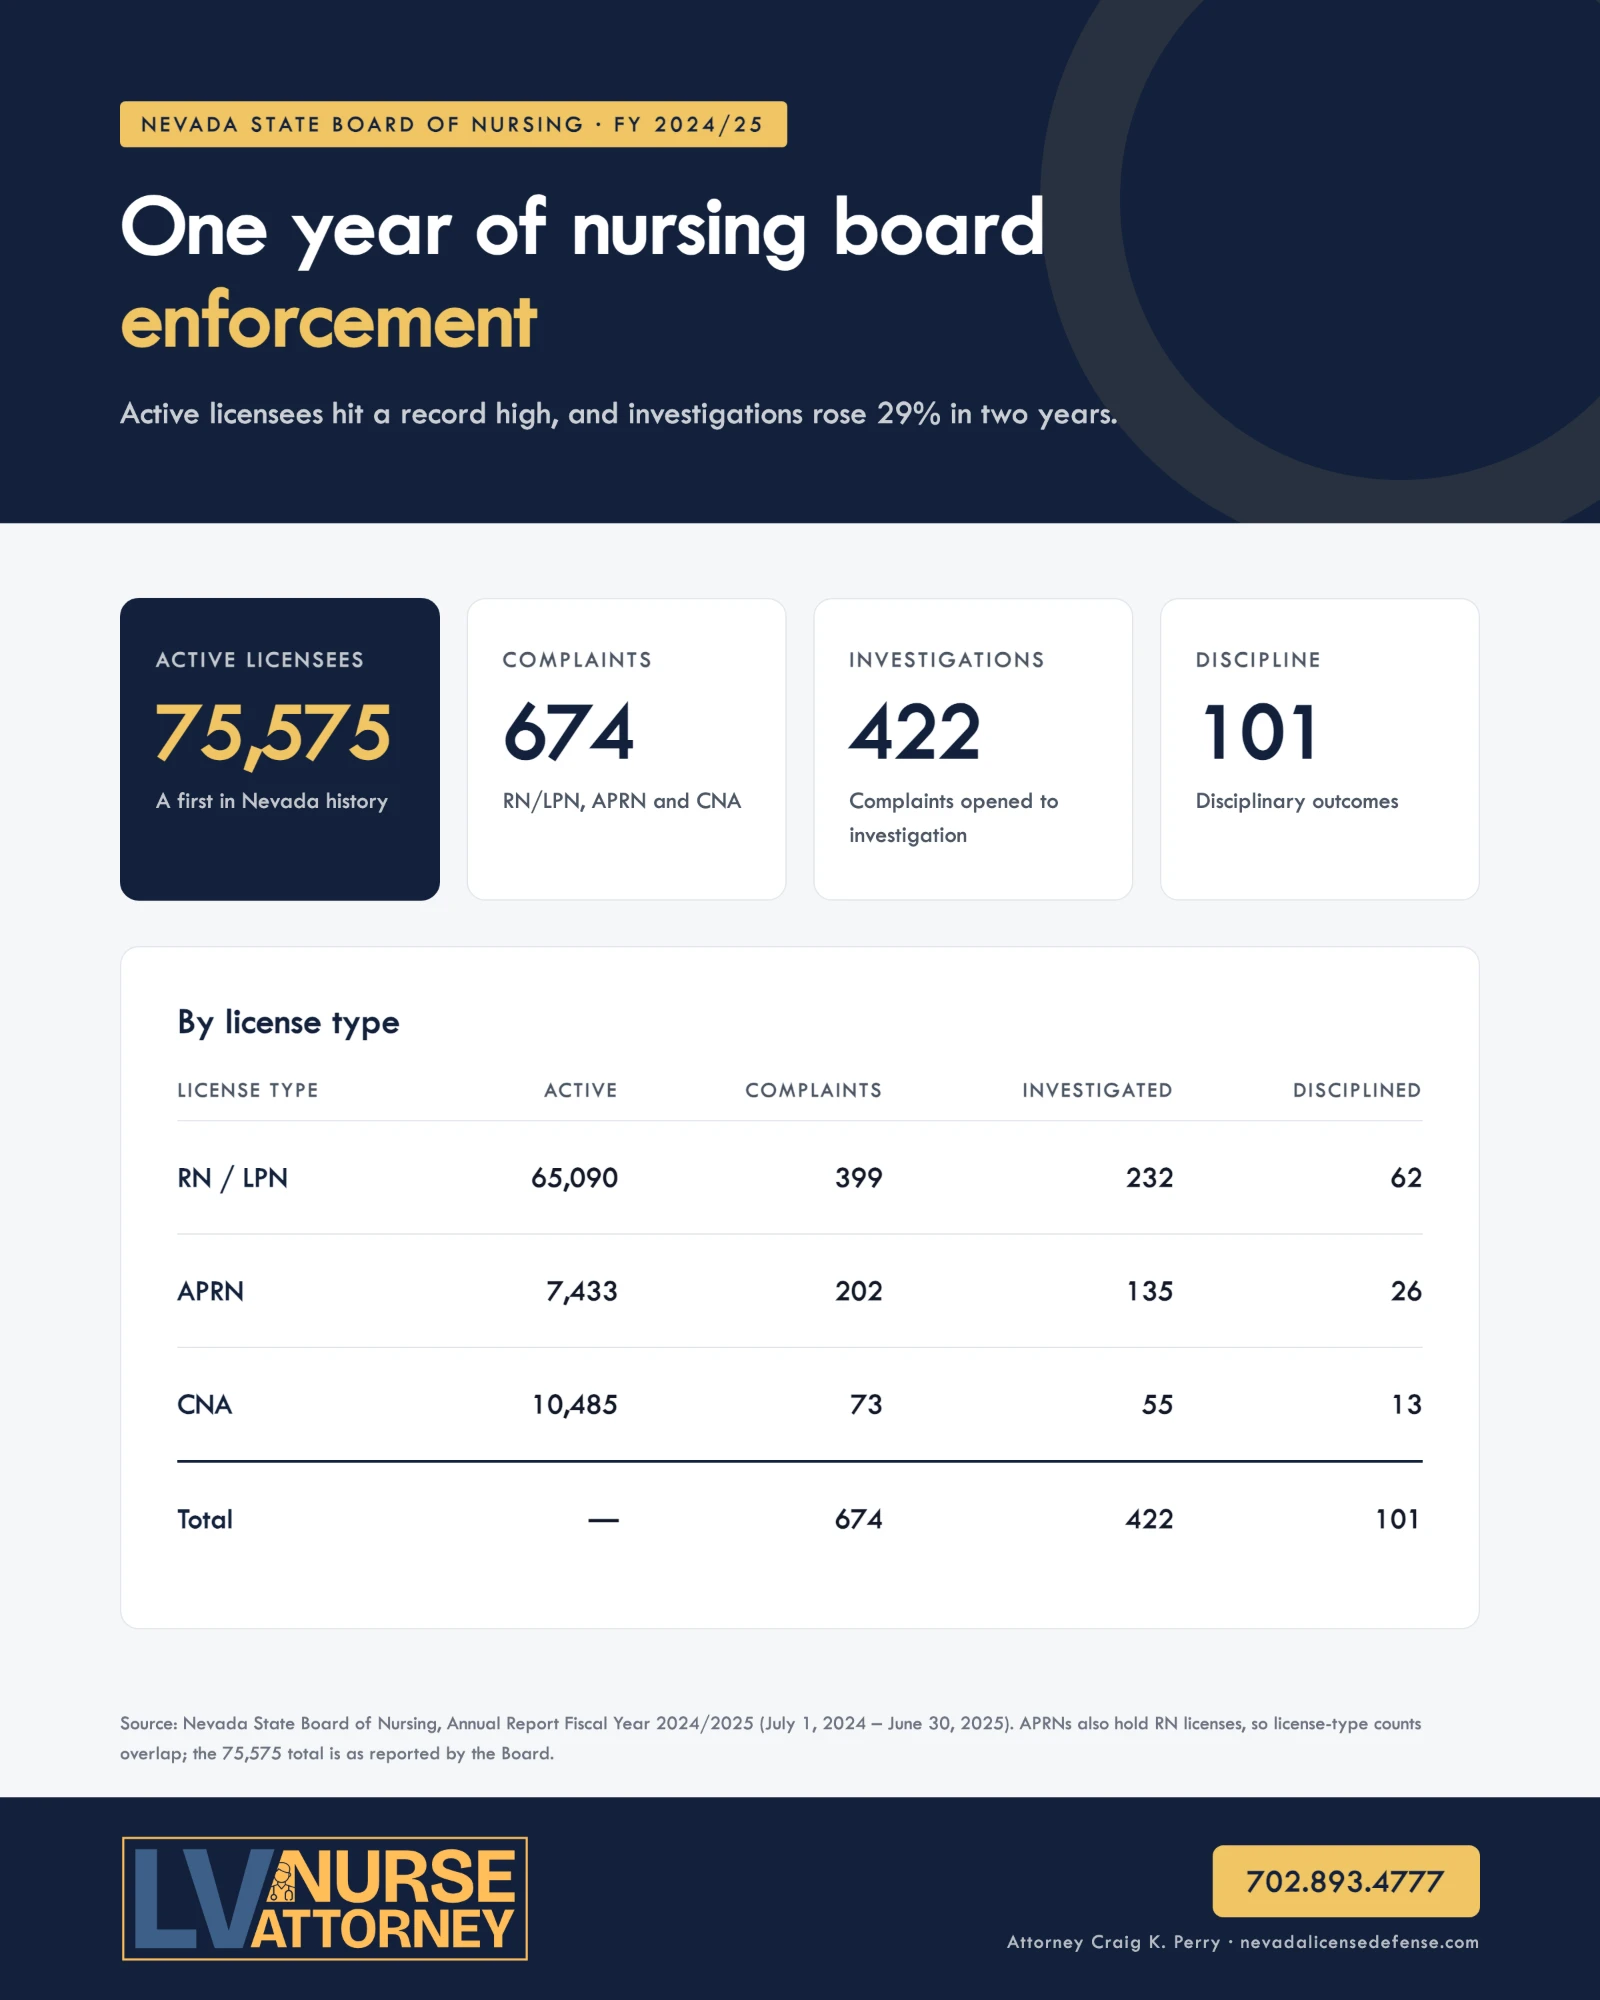 NEVADA STATE BOARD OF NURSING · FY 2024/25
One year of nursing board
enforcement
Active licensees hit a record high, and investigations rose 29% in two years.
ACTIVE LICENSEES
75,575
A first in Nevada history
COMPLAINTS
674
RN/LPN, APRN and CNA
INVESTIGATIONS
422
Complaints opened to
investigation
DISCIPLINE
101
Disciplinary outcomes
By license type
LICENSE TYPE ACTIVE COMPLAINTS INVESTIGATED DISCIPLINED
RN / LPN 65,090 399 232 62
APRN 7,433 202 135 26
CNA 10,485 73 55 13
Total — 674 422 101
Source: Nevada State Board of Nursing, Annual Report Fiscal Year 2024/2025 (July 1, 2024 – June 30, 2025). APRNs also hold RN licenses, so license-type counts
overlap; the 75,575 total is as reported by the Board.
LV NURSE
ATTORNEY
702.893.4777
Attorney Craig K. Perry · nevadalicensedefense.com